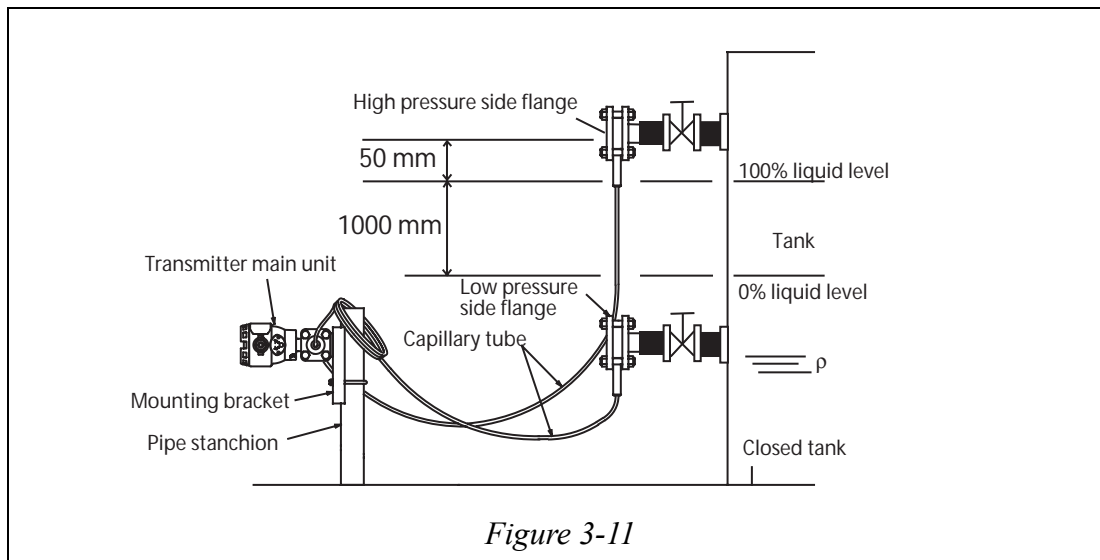 High pressure side flange
50 mm
100% liquid level
1000 mm
Tank
Transmitter main unit
Low pressure
side flange
0% liquid level
Capillary tube
ρ
Mounting bracket
Pipe stanchion
Closed tank
Figure 3-11